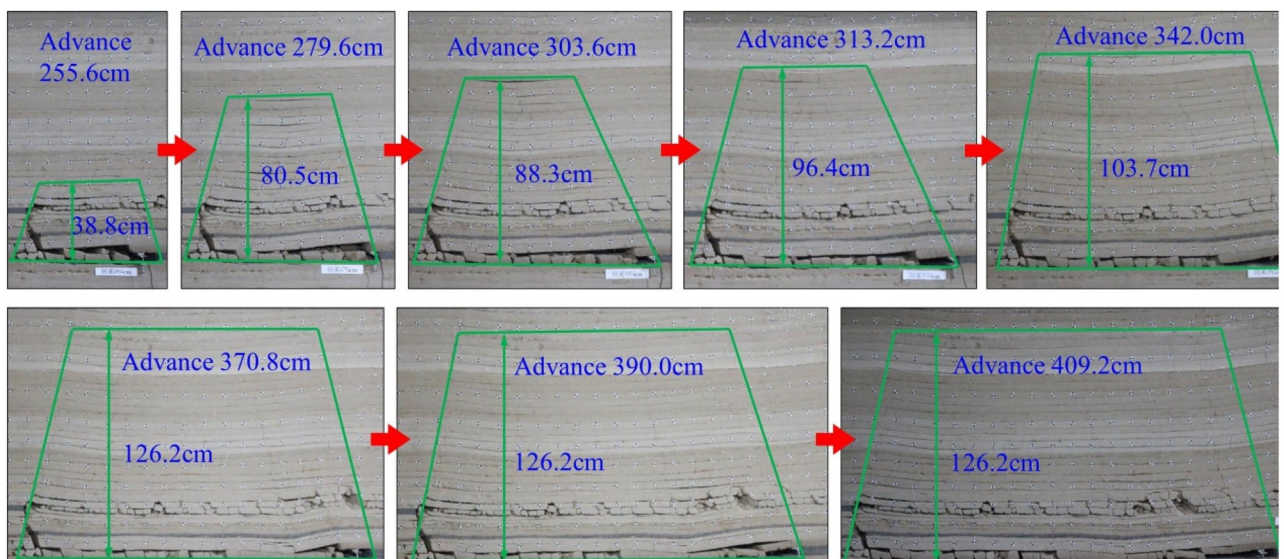 Advance
255.6cm
38.8cm
Advance 279.6cm
80.5cm
Advance 303.6cm
88.3cm
Advance 313.2cm
96.4cm
Advance 342.0cm
103.7cm
Advance 370.8cm
126.2cm
Advance 390.0cm
126.2cm
Advance 409.2cm
126.2cm